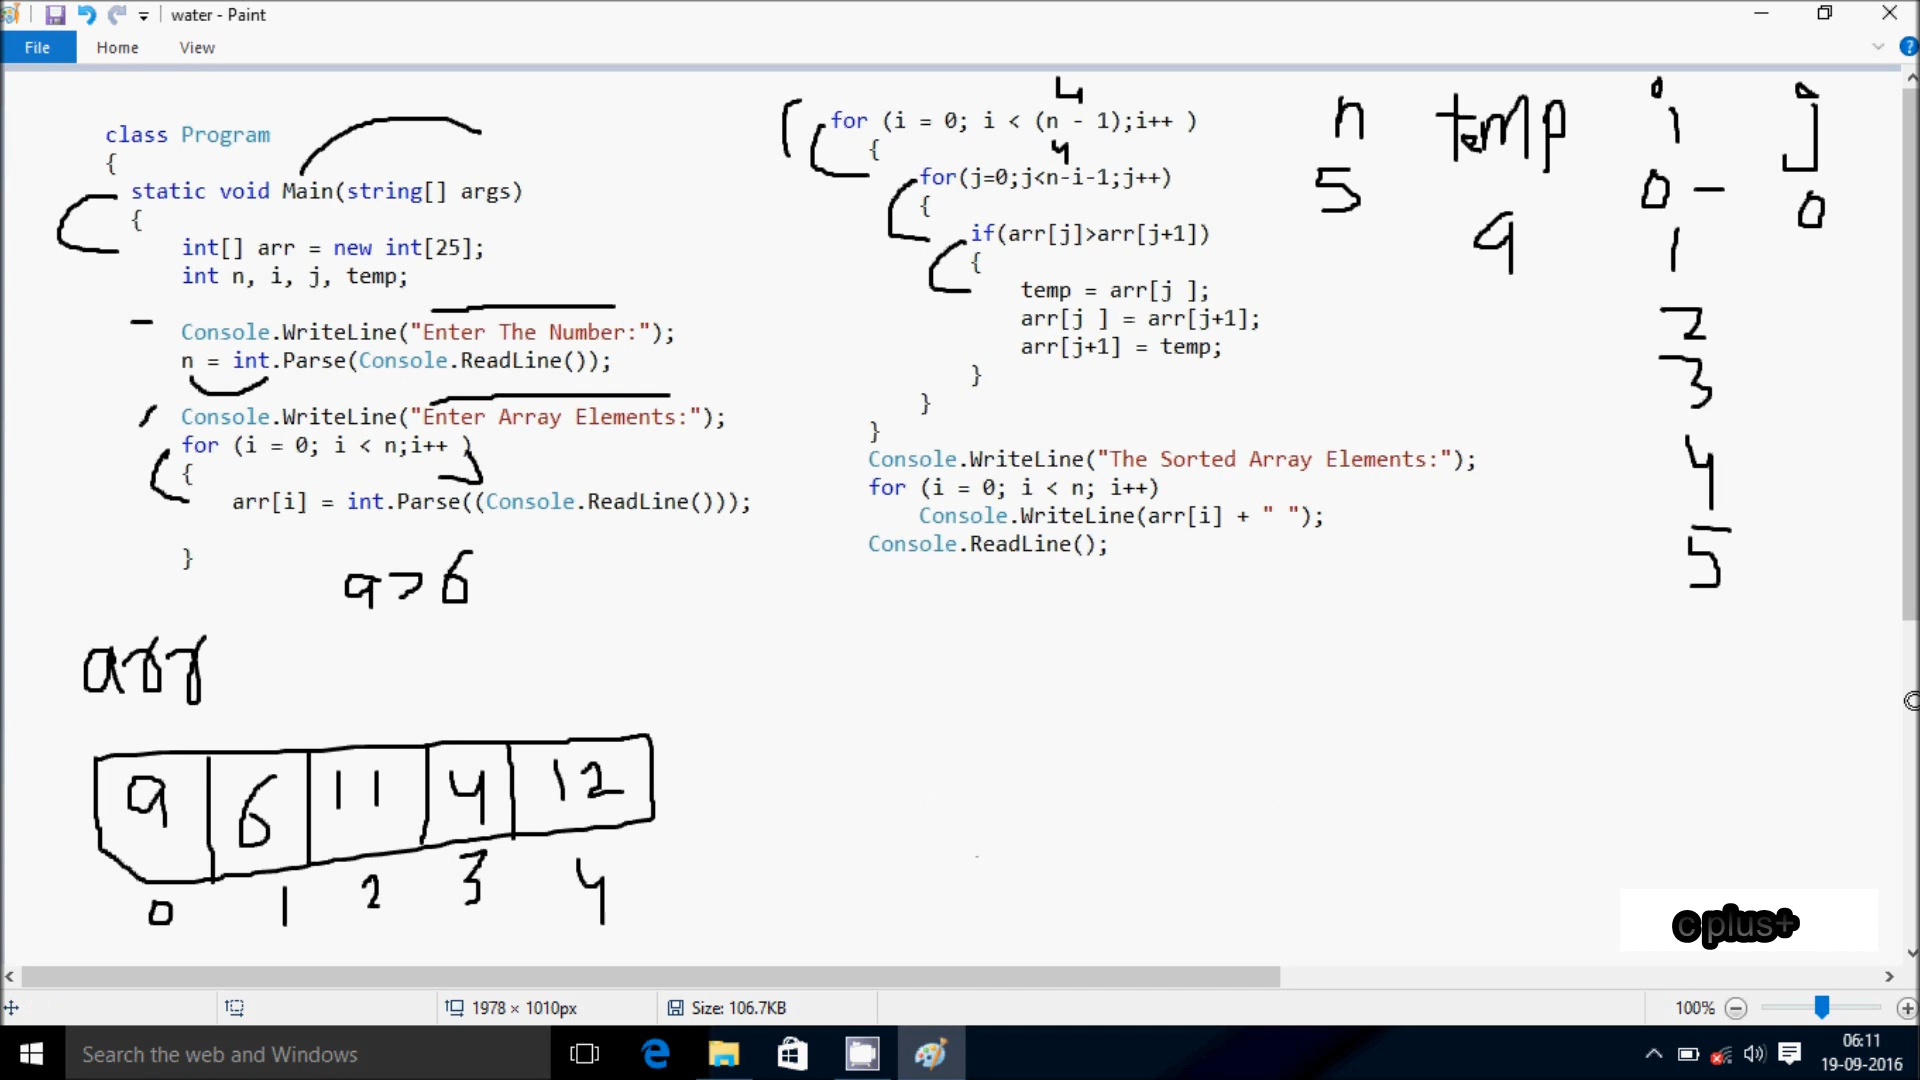 water - Paint
File Home View
class Program
{
static void Main(string[] args)
{
int[] arr = new int[25];
int n, i, j, temp;
Console.WriteLine("Enter The Number:");
n = int.Parse(Console.ReadLine());
Console.WriteLine("Enter Array Elements:");
for (i = 0; i < n;i++ )
{
arr[i] = int.Parse((Console.ReadLine()));
}
9 > 6
arr
9 6 11 4 12
0 1 2 3 4
4
for (i = 0; i < (n - 1);i++ )
{
4
for(j=0;j<n-i-1;j++)
{
if(arr[j]>arr[j+1])
{
temp = arr[j ];
arr[j ] = arr[j+1];
arr[j+1] = temp;
}
}
}
Console.WriteLine("The Sorted Array Elements:");
for (i = 0; i < n; i++)
Console.WriteLine(arr[i] + " ");
Console.ReadLine();
n temp i j
5 9 0 - 0
1
2
3
4
5
c plus+
1978 × 1010px
Size: 106.7KB
100%
Search the web and Windows
06:11
19-09-2016